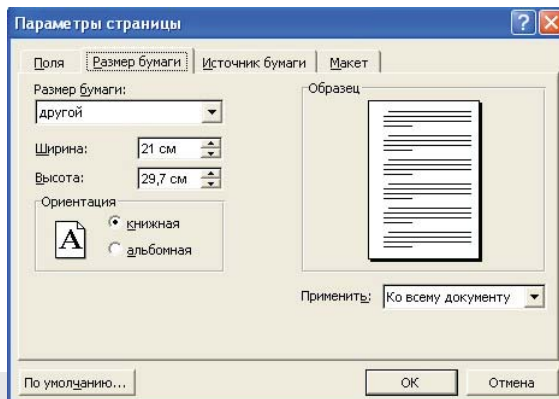 Параметры страницы
Поля Размер бумаги Источник бумаги Макет
Размер бумаги:
другой
Ширина: 21 см
Высота: 29,7 см
Ориентация
A
книжная
альбомная
Образец
Применить: Ко всему документу
По умолчанию... ОК Отмена